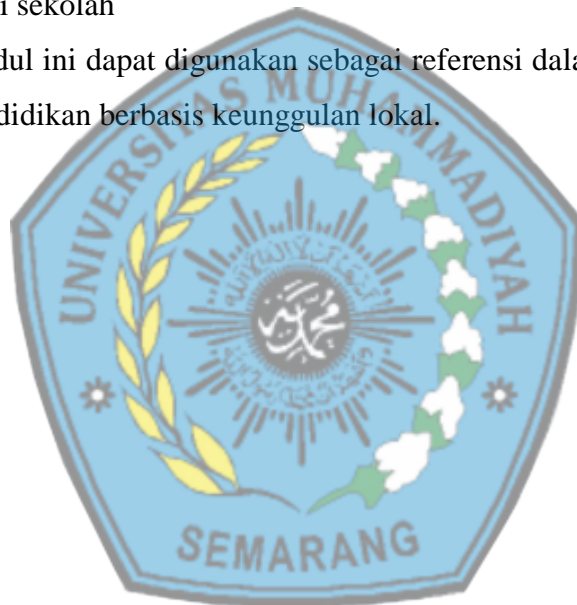 i sekolah
dul ini dapat digunakan sebagai referensi dala
didikan berbasis keunggulan lokal.
UNIVERSITAS MUHAMMADIYAH
SEMARANG